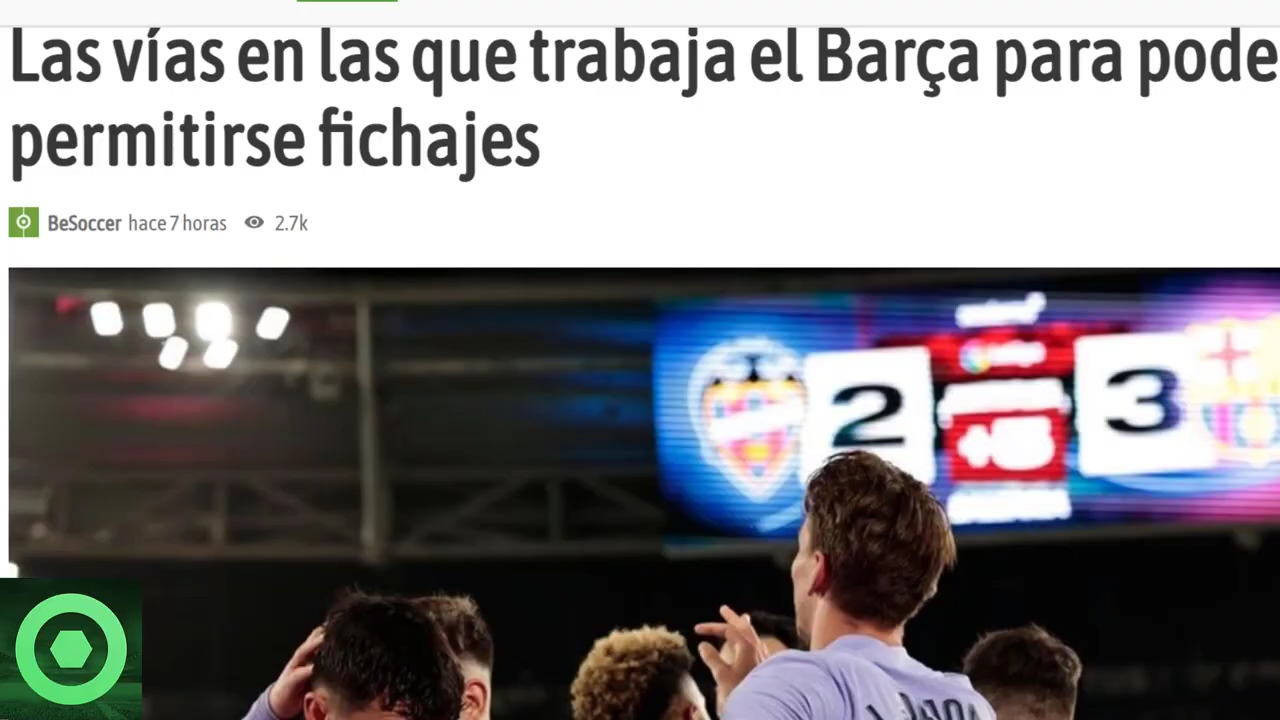 Las vías en las que trabaja el Barça para pode
permitirse fichajes
BeSoccer hace 7 horas 2.7k
2 +5 3